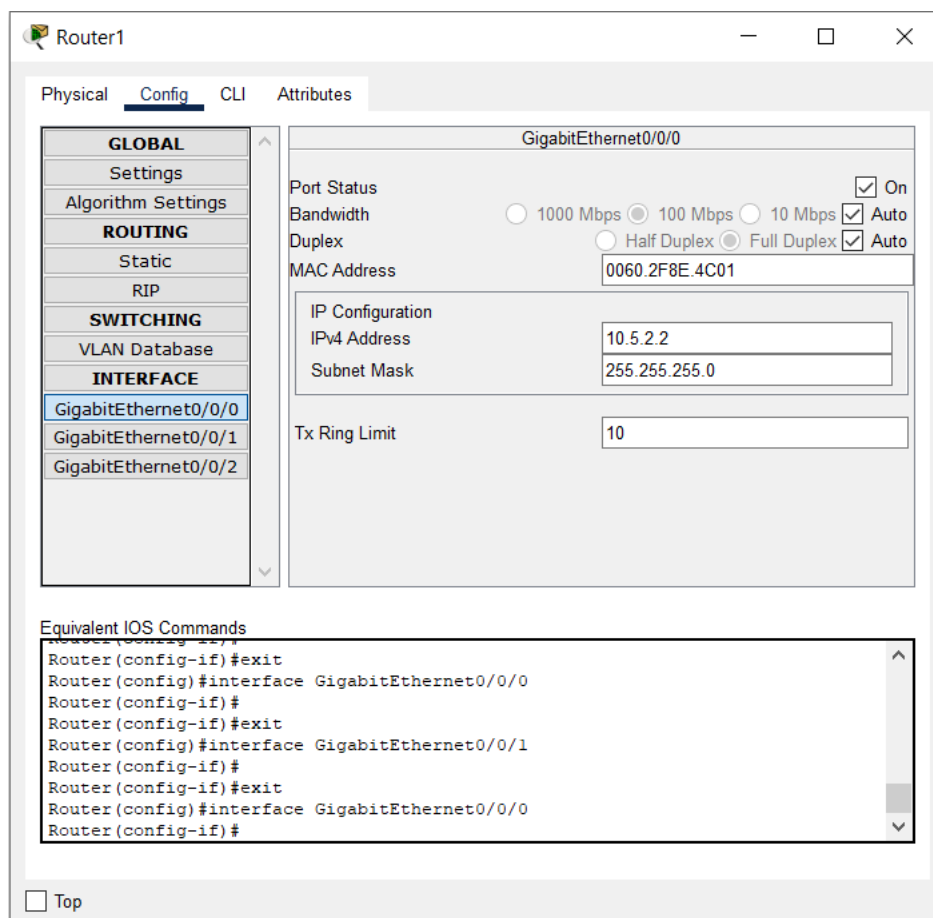 Router1
Physical Config CLI Attributes
GLOBAL
Settings
Algorithm Settings
ROUTING
Static
RIP
SWITCHING
VLAN Database
INTERFACE
GigabitEthernet0/0/0
GigabitEthernet0/0/1
GigabitEthernet0/0/2
GigabitEthernet0/0/0
Port Status On
Bandwidth 1000 Mbps 100 Mbps 10 Mbps Auto
Duplex Half Duplex Full Duplex Auto
MAC Address 0060.2F8E.4C01
IP Configuration
IPv4 Address 10.5.2.2
Subnet Mask 255.255.255.0
Tx Ring Limit 10
Equivalent IOS Commands
Router(config-if)#
Router(config-if)#exit
Router(config)#interface GigabitEthernet0/0/0
Router(config-if)#
Router(config-if)#exit
Router(config)#interface GigabitEthernet0/0/1
Router(config-if)#
Router(config-if)#exit
Router(config)#interface GigabitEthernet0/0/0
Router(config-if)#
Top